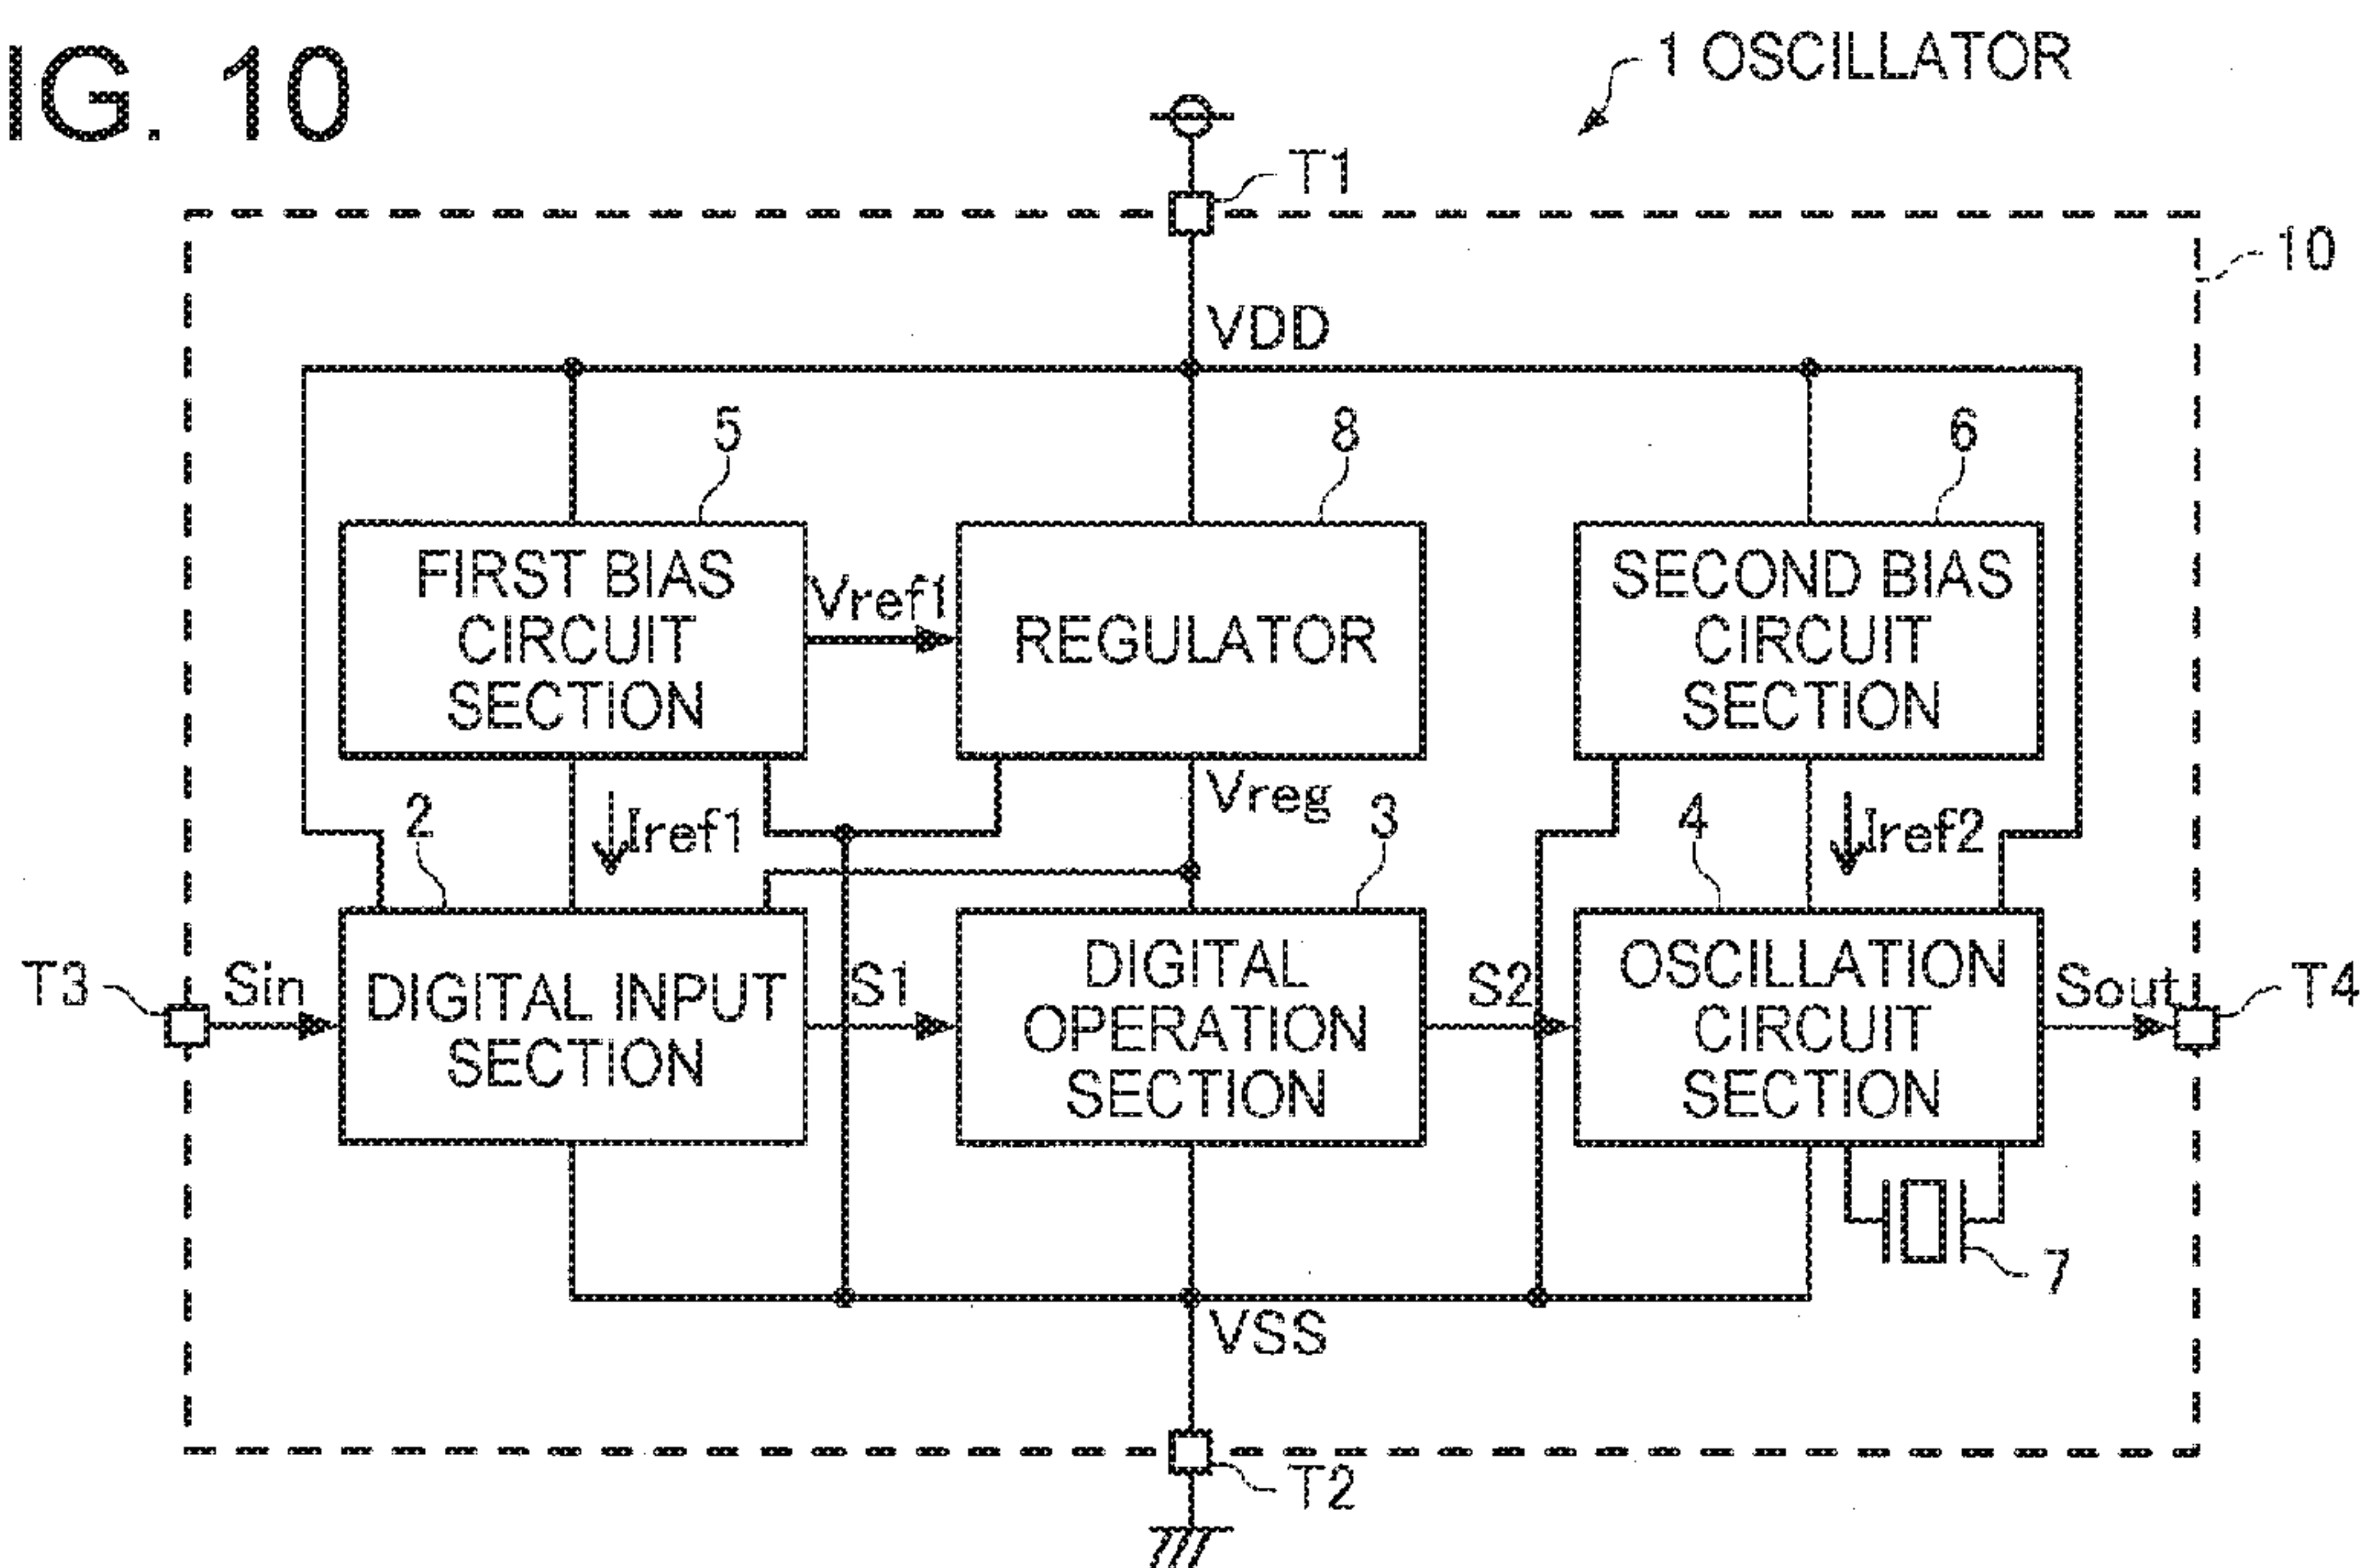 IG. 10
1 OSCILLATOR
T1
10
VDD
5
8
6
FIRST BIAS
CIRCUIT
SECTION
Vref1
REGULATOR
SECOND BIAS
CIRCUIT
SECTION
2
Iref1
Vreg
3
4
Iref2
T3
Sin
DIGITAL INPUT
SECTION
S1
DIGITAL
OPERATION
SECTION
S2
OSCILLATION
CIRCUIT
SECTION
Sout
T4
7
VSS
T2